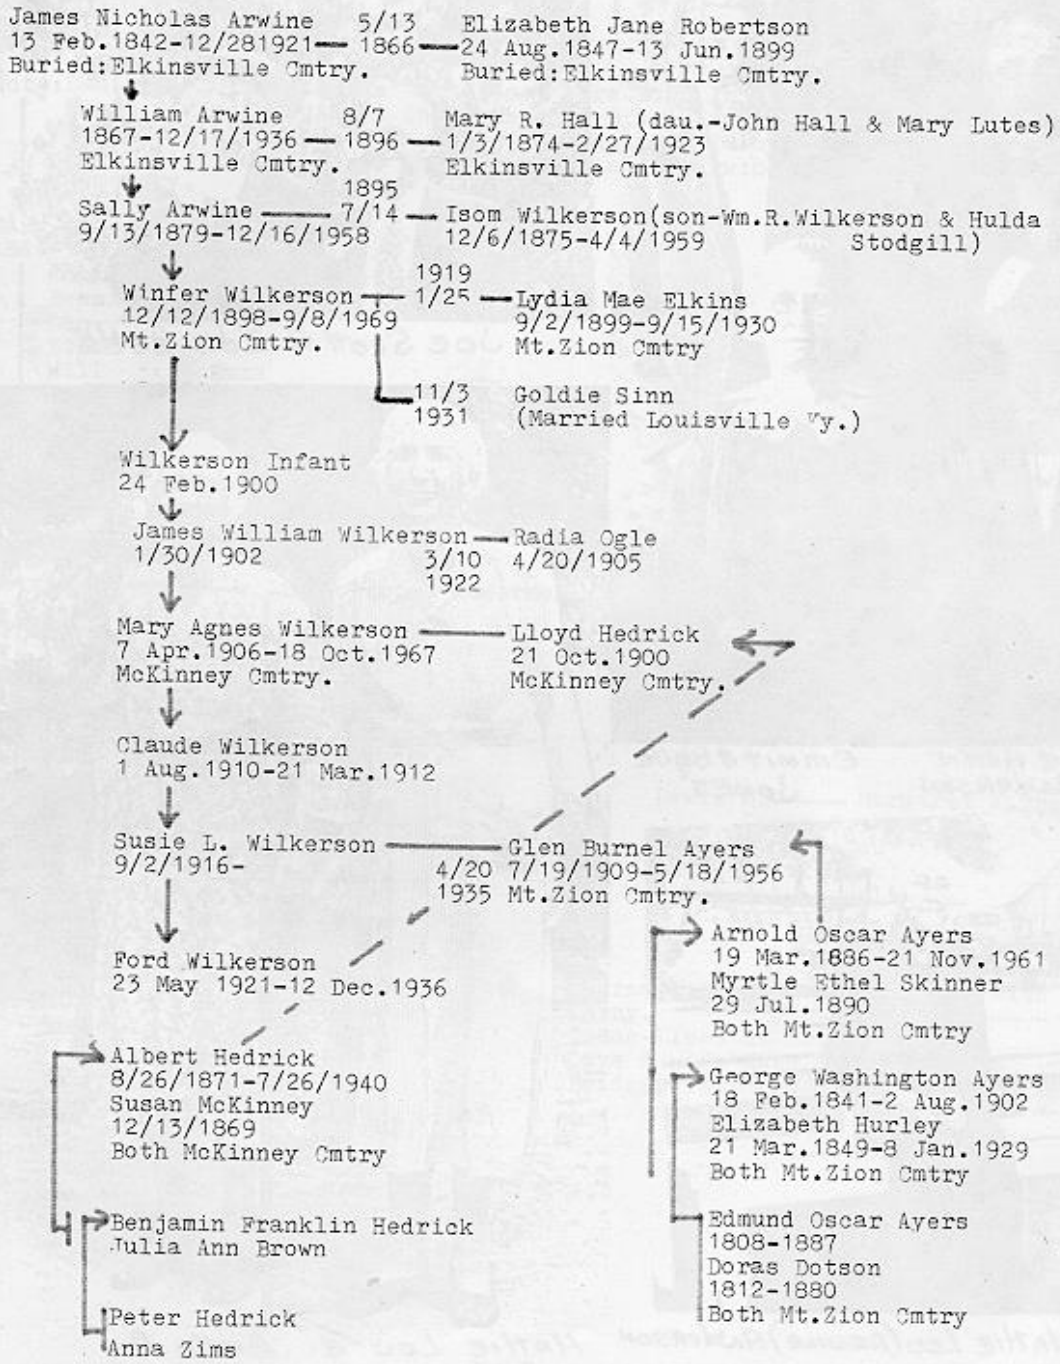 James Nicholas Arwine 5/13 Elizabeth Jane Robertson
13 Feb.1842-12/281921 1866 24 Aug.1847-13 Jun.1899
Buried:Elkinsville Cmtry. Buried:Elkinsville Cmtry.
William Arwine 8/7 Mary R. Hall (dau.-John Hall & Mary Lutes)
1867-12/17/1936 1896 1/3/1874-2/27/1923
Elkinsville Cmtry. Elkinsville Cmtry.
1895
Sally Arwine 7/14 Isom Wilkerson(son-Wm.R.Wilkerson & Hulda
9/13/1879-12/16/1958 12/6/1875-4/4/1959 Stodgill)
1919
Winfer Wilkerson 1/25 Lydia Mae Elkins
12/12/1898-9/8/1969 9/2/1899-9/15/1930
Mt.Zion Cmtry. Mt.Zion Cmtry
11/3 Goldie Sinn
1931 (Married Louisville Ky.)
Wilkerson Infant
24 Feb.1900
James William Wilkerson Radia Ogle
1/30/1902 3/10 4/20/1905
1922
Mary Agnes Wilkerson Lloyd Hedrick
7 Apr.1906-18 Oct.1967 21 Oct.1900
McKinney Cmtry. McKinney Cmtry.
Claude Wilkerson
1 Aug.1910-21 Mar.1912
Susie L. Wilkerson Glen Burnel Ayers
9/2/1916- 4/20 7/19/1909-5/18/1956
1935 Mt.Zion Cmtry.
Ford Wilkerson
23 May 1921-12 Dec.1936
Arnold Oscar Ayers
19 Mar.1886-21 Nov.1961
Myrtle Ethel Skinner
29 Jul.1890
Both Mt.Zion Cmtry
Albert Hedrick
8/26/1871-7/26/1940
Susan McKinney
12/13/1869
Both McKinney Cmtry
George Washington Ayers
18 Feb.1841-2 Aug.1902
Elizabeth Hurley
21 Mar.1849-8 Jan.1929
Both Mt.Zion Cmtry
Benjamin Franklin Hedrick
Julia Ann Brown
Edmund Oscar Ayers
1808-1887
Doras Dotson
1812-1880
Both Mt.Zion Cmtry
Peter Hedrick
Anna Zims